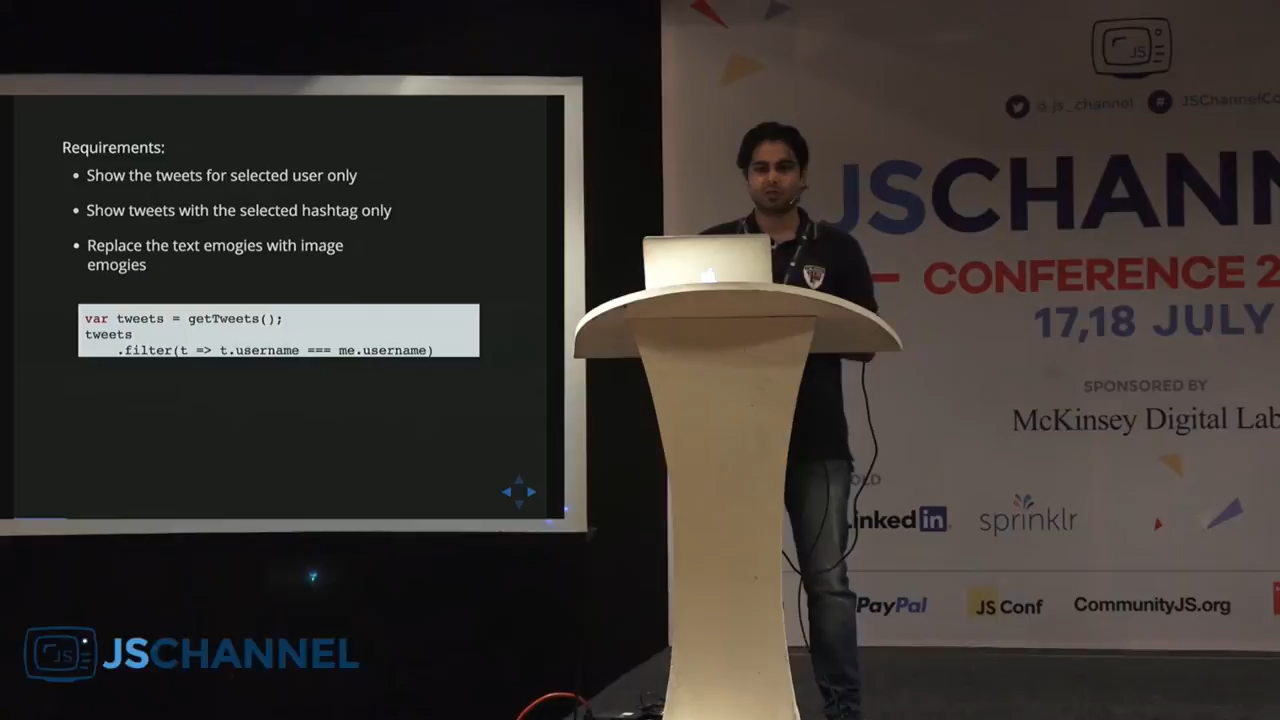 Requirements:
• Show the tweets for selected user only
• Show tweets with the selected hashtag only
• Replace the text emogies with image
emogies
var tweets = getTweets();
tweets
.filter(t => t.username === me.username)
JS
@js_channel # JSChannelCo
JSCHANN
CONFERENCE 2
17,18 JULY
SPONSORED BY
McKinsey Digital Lab
OLD
Linked in
sprinklr
PayPal
JS Conf
CommunityJS.org
JS JSCHANNEL